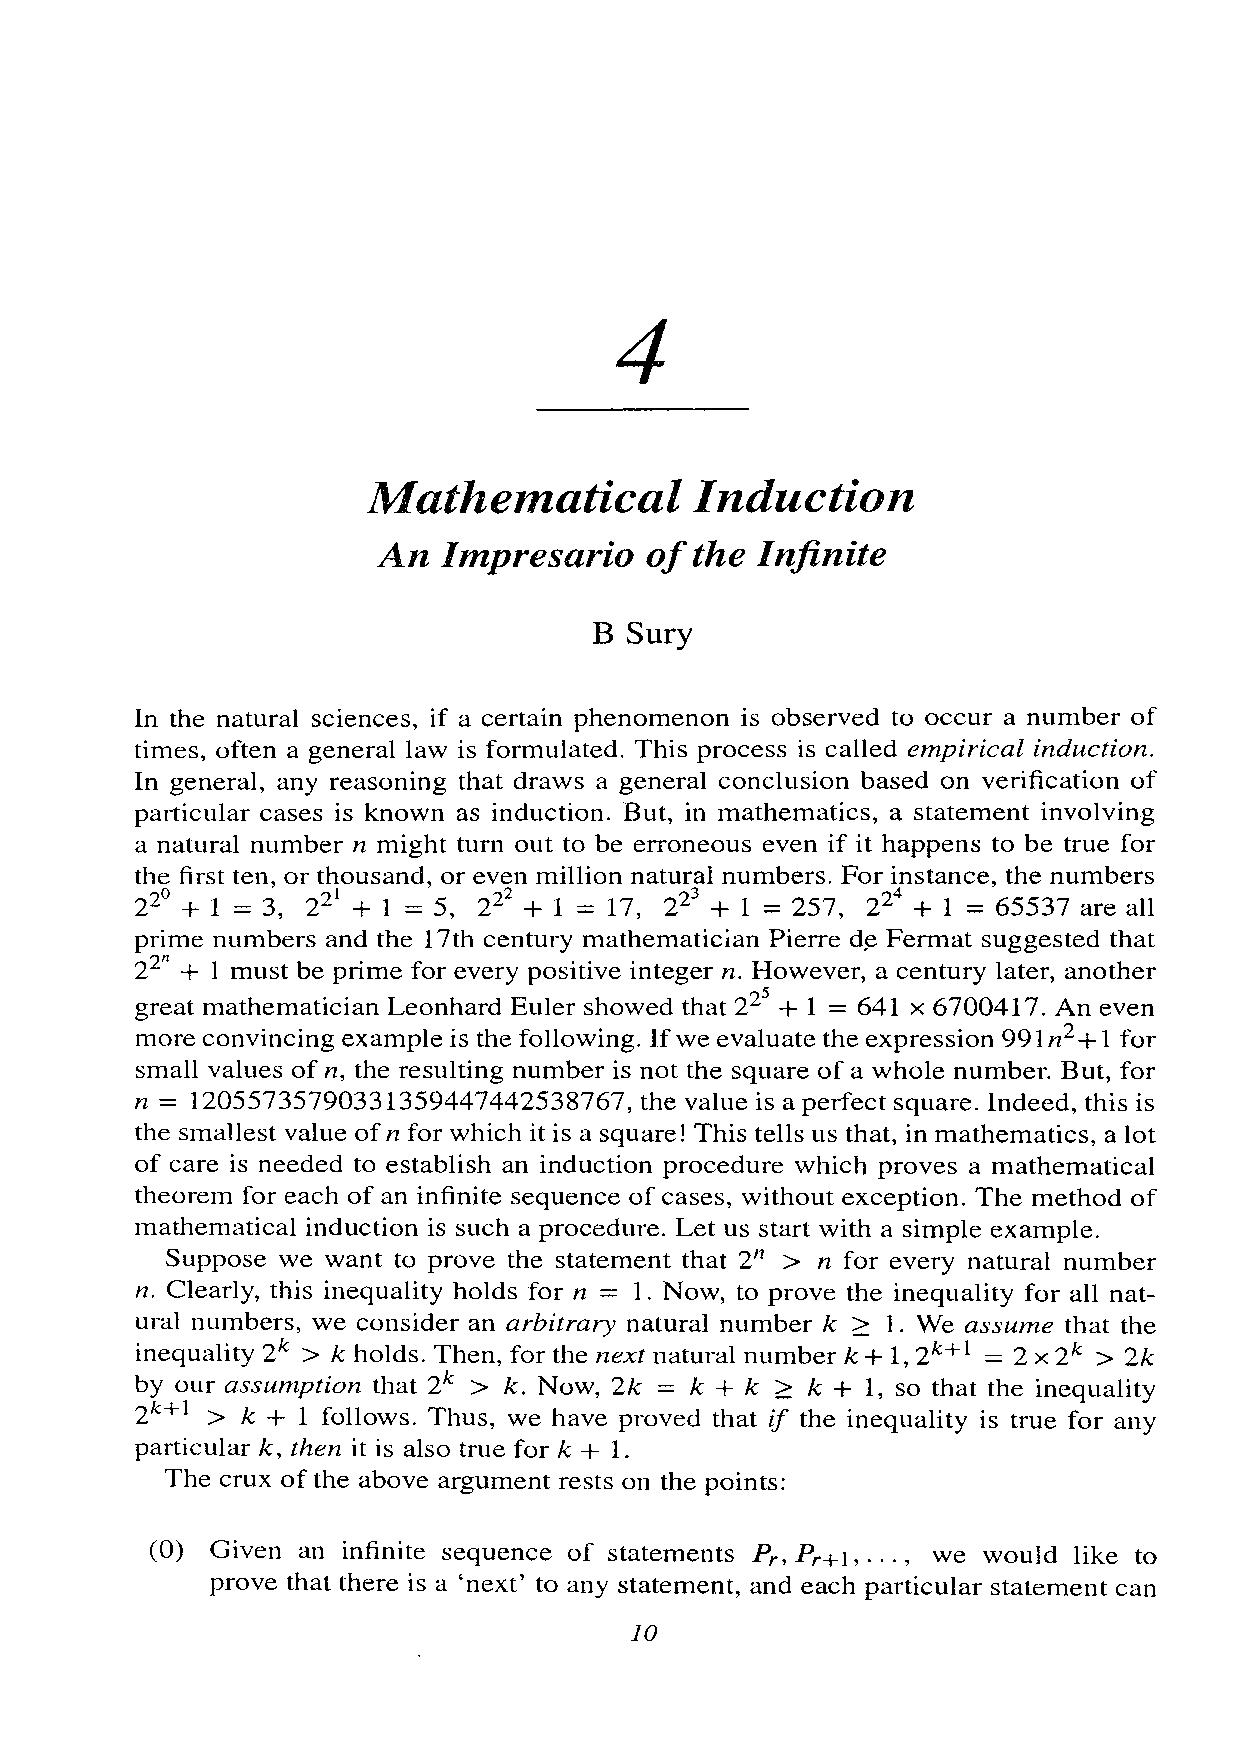 4
Mathematical Induction
An Impresario of the Infinite
B Sury
In the natural sciences, if a certain phenomenon is observed to occur a number of
times, often a general law is formulated. This process is called empirical induction.
In general, any reasoning that draws a general conclusion based on verification of
particular cases is known as induction. But, in mathematics, a statement involving
a natural number n might turn out to be erroneous even if it happens to be true for
the first ten, or thousand, or even million natural numbers. For instance, the numbers
2^{2^0} + 1 = 3, 2^{2^1} + 1 = 5, 2^{2^2} + 1 = 17, 2^{2^3} + 1 = 257, 2^{2^4} + 1 = 65537 are all
prime numbers and the 17th century mathematician Pierre de Fermat suggested that
2^{2^n} + 1 must be prime for every positive integer n. However, a century later, another
great mathematician Leonhard Euler showed that 2^{2^5} + 1 = 641 × 6700417. An even
more convincing example is the following. If we evaluate the expression 991n^2+1 for
small values of n, the resulting number is not the square of a whole number. But, for
n = 12055735790331359447442538767, the value is a perfect square. Indeed, this is
the smallest value of n for which it is a square! This tells us that, in mathematics, a lot
of care is needed to establish an induction procedure which proves a mathematical
theorem for each of an infinite sequence of cases, without exception. The method of
mathematical induction is such a procedure. Let us start with a simple example.
Suppose we want to prove the statement that 2^n > n for every natural number
n. Clearly, this inequality holds for n = 1. Now, to prove the inequality for all nat-
ural numbers, we consider an arbitrary natural number k ≥ 1. We assume that the
inequality 2^k > k holds. Then, for the next natural number k + 1, 2^{k+1} = 2 × 2^k > 2k
by our assumption that 2^k > k. Now, 2k = k + k ≥ k + 1, so that the inequality
2^{k+1} > k + 1 follows. Thus, we have proved that if the inequality is true for any
particular k, then it is also true for k + 1.
The crux of the above argument rests on the points:
(0) Given an infinite sequence of statements P_r, P_{r+1}, ..., we would like to
prove that there is a ‘next’ to any statement, and each particular statement can
10